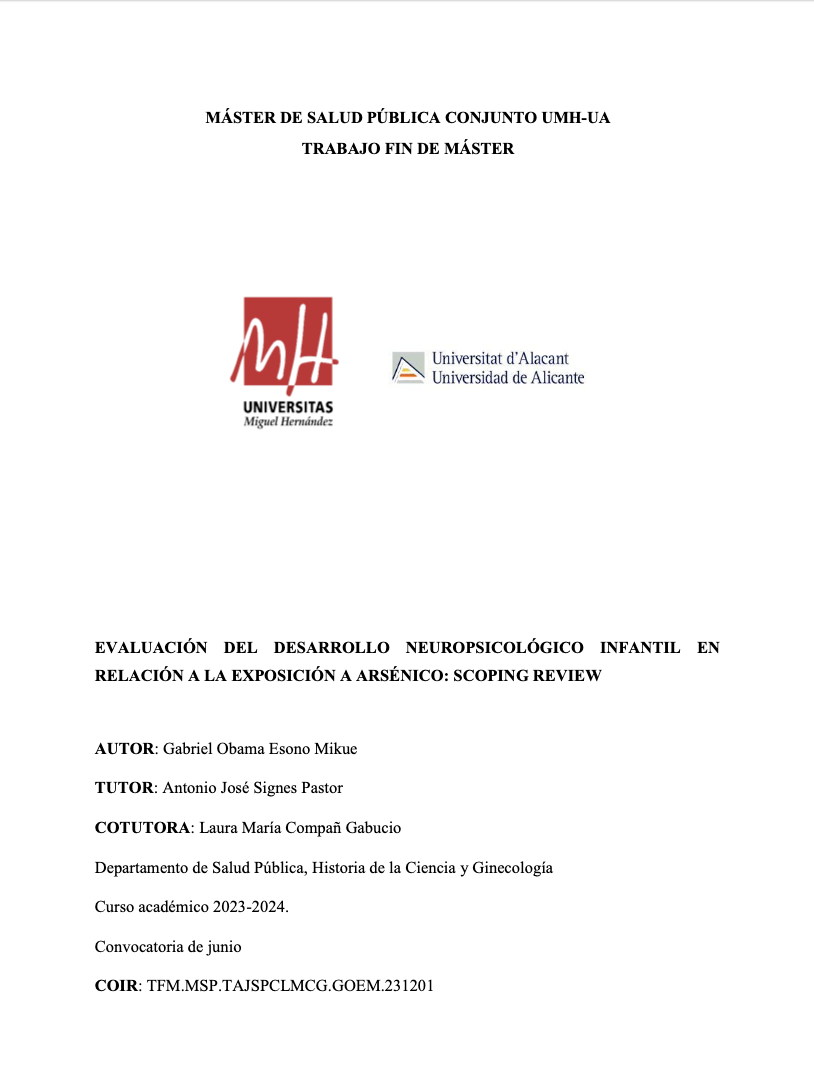 MÁSTER DE SALUD PÚBLICA CONJUNTO UMH-UA
TRABAJO FIN DE MÁSTER
MH
UNIVERSITAS
Miguel Hernández
Universitat d'Alacant
Universidad de Alicante
EVALUACIÓN DEL DESARROLLO NEUROPSICOLÓGICO INFANTIL EN
RELACIÓN A LA EXPOSICIÓN A ARSÉNICO: SCOPING REVIEW
AUTOR: Gabriel Obama Esono Mikue
TUTOR: Antonio José Signes Pastor
COTUTORA: Laura María Compañ Gabucio
Departamento de Salud Pública, Historia de la Ciencia y Ginecología
Curso académico 2023-2024.
Convocatoria de junio
COIR: TFM.MSP.TAJSPCLMCG.GOEM.231201